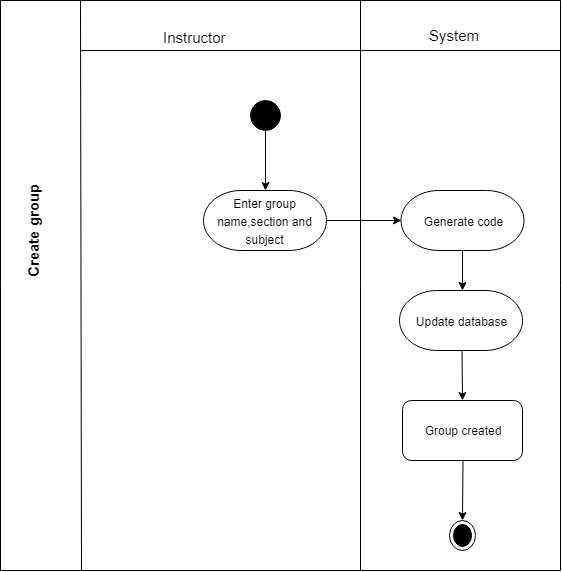 Instructor
System
Create group
Enter group
name,section and
subject
Generate code
Update database
Group created